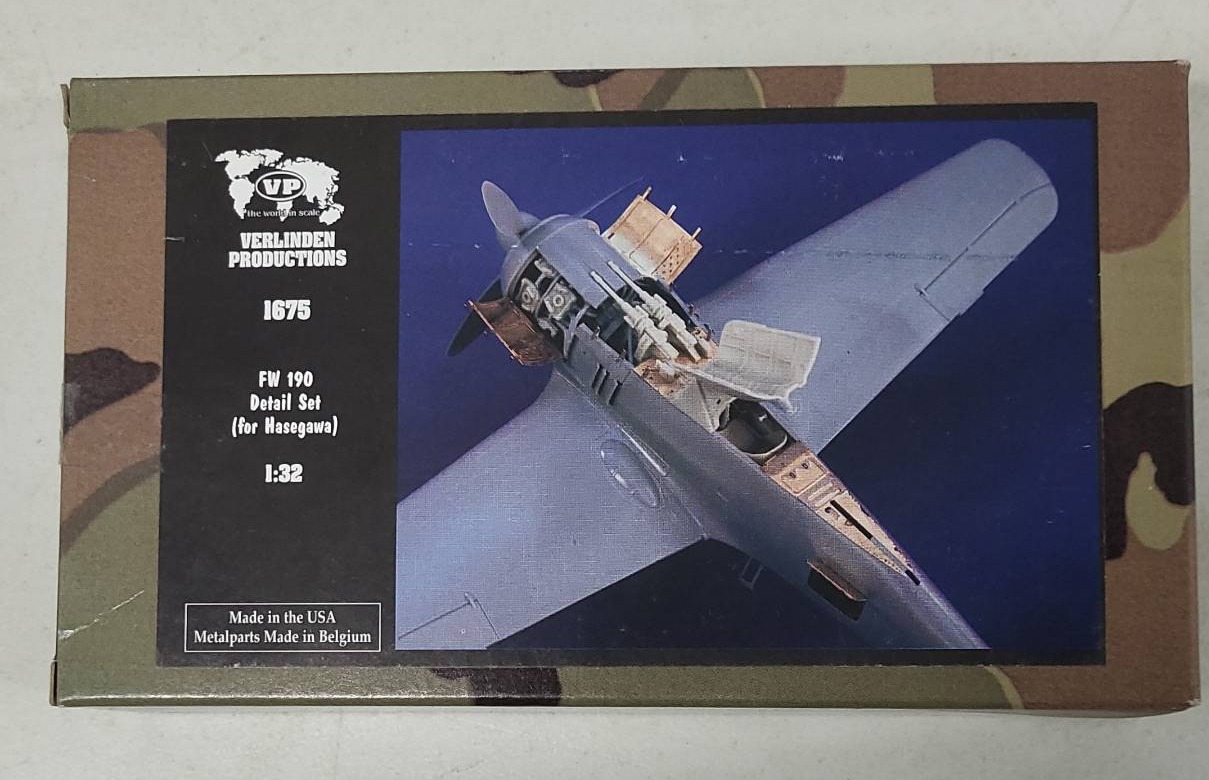 VP
the world in scale
VERLINDEN
PRODUCTIONS
1675
FW 190
Detail Set
(for Hasegawa)
1:32
Made in the USA
Metalparts Made in Belgium